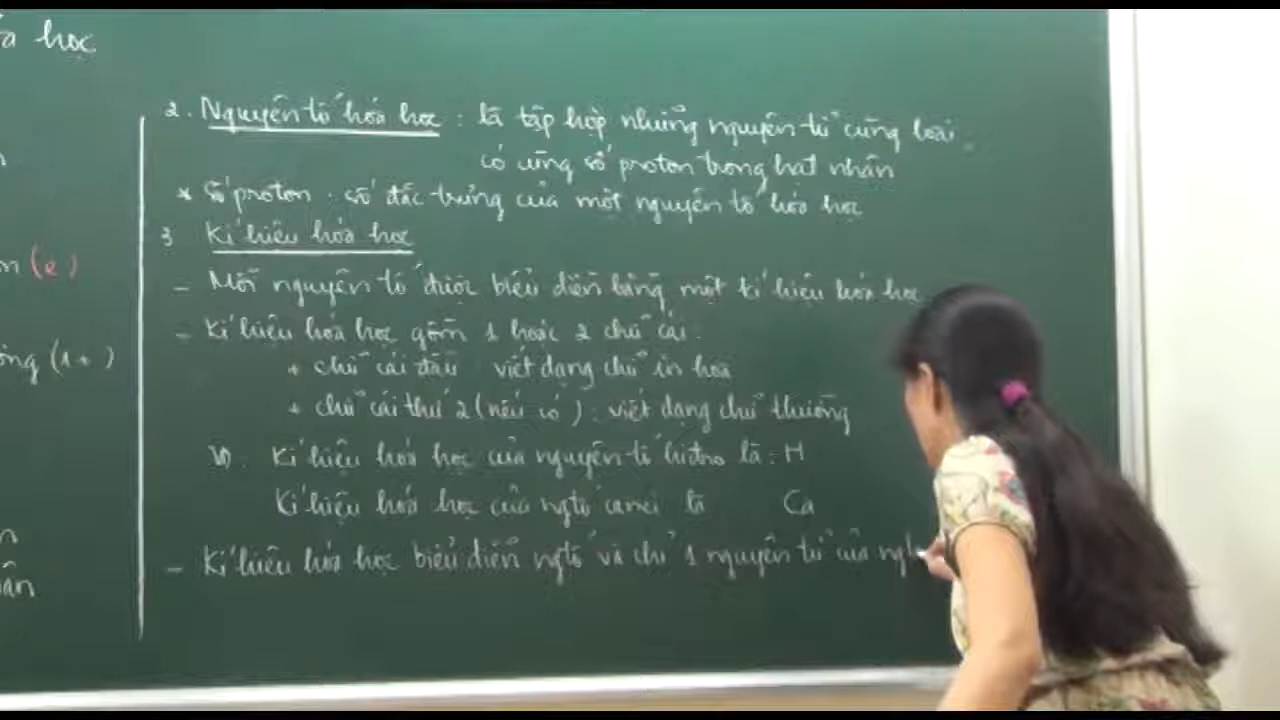 học
2. Nguyên tố hóa học : là tập hợp những nguyên tử cùng loại
có cùng số proton trong hạt nhân
* Số proton : số đặc trưng của một nguyên tố hóa học
3 Kí hiệu hóa học
- Mỗi nguyên tố được biểu diễn bằng một kí hiệu hóa học
- Kí hiệu hóa học gồm 1 hoặc 2 chữ cái :
(e)
+ chữ cái đầu : viết dạng chữ in hoa
(1+)
+ chữ cái thứ 2 (nếu có) : viết dạng chữ thường
VD : Kí hiệu hóa học của nguyên tố hiđro là : H
Kí hiệu hóa học của ngtố canxi là Ca
- Kí hiệu hóa học biểu diễn ngtố và chỉ 1 nguyên tử của